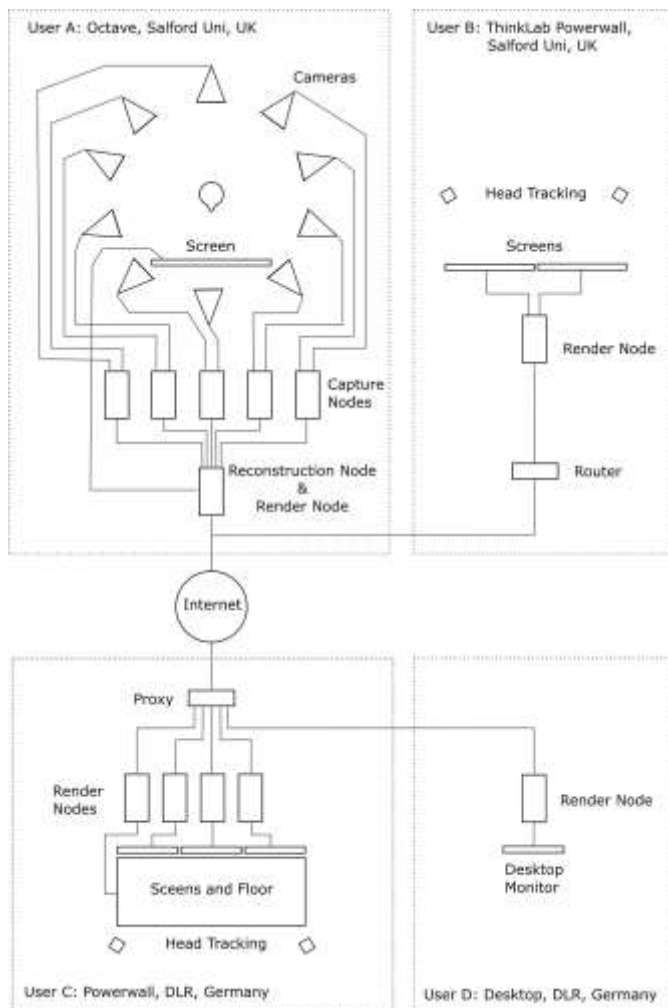 User A: Octave, Salford Uni, UK
User B: ThinkLab Powerwall,
Salford Uni, UK
Cameras
Head Tracking
Screen
Screens
Render Node
Capture
Nodes
Reconstruction Node
&
Render Node
Router
Internet
Proxy
Render
Nodes
Render Node
Sceens and Floor
Desktop
Monitor
Head Tracking
User C: Powerwall, DLR, Germany
User D: Desktop, DLR, Germany